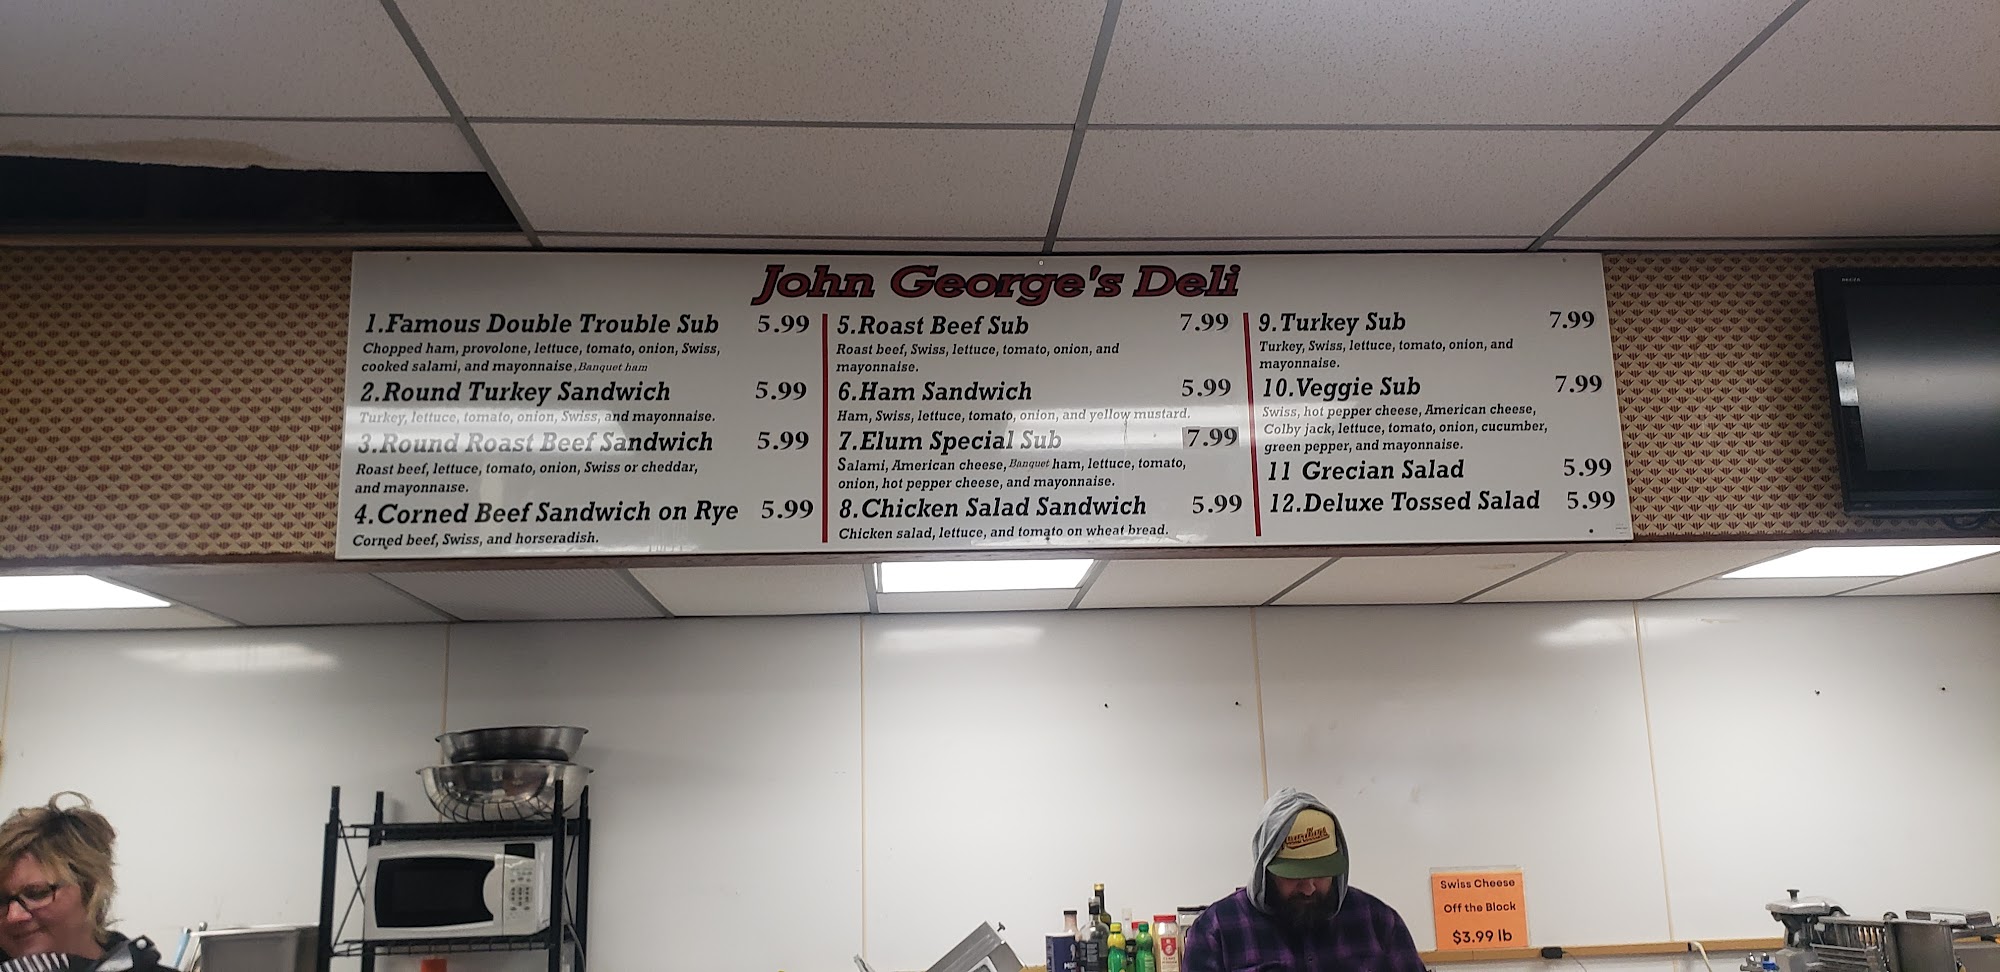 John George's Deli
1.Famous Double Trouble Sub 5.99
Chopped ham, provolone, lettuce, tomato, onion, Swiss,
cooked salami, and mayonnaise, Banquet ham
2.Round Turkey Sandwich 5.99
Turkey, lettuce, tomato, onion, Swiss, and mayonnaise.
3.Round Roast Beef Sandwich 5.99
Roast beef, lettuce, tomato, onion, Swiss or cheddar,
and mayonnaise.
4.Corned Beef Sandwich on Rye 5.99
Corned beef, Swiss, and horseradish.
5.Roast Beef Sub 7.99
Roast beef, Swiss, lettuce, tomato, onion, and
mayonnaise.
6.Ham Sandwich 5.99
Ham, Swiss, lettuce, tomato, onion, and yellow mustard.
7.Elum Special Sub 7.99
Salami, American cheese, Banquet ham, lettuce, tomato,
onion, hot pepper cheese, and mayonnaise.
8.Chicken Salad Sandwich 5.99
Chicken salad, lettuce, and tomato on wheat bread.
9.Turkey Sub 7.99
Turkey, Swiss, lettuce, tomato, onion, and
mayonnaise.
10.Veggie Sub 7.99
Swiss, hot pepper cheese, American cheese,
Colby jack, lettuce, tomato, onion, cucumber,
green pepper, and mayonnaise.
11 Grecian Salad 5.99
12.Deluxe Tossed Salad 5.99
Swiss Cheese
Off the Block
$3.99 lb